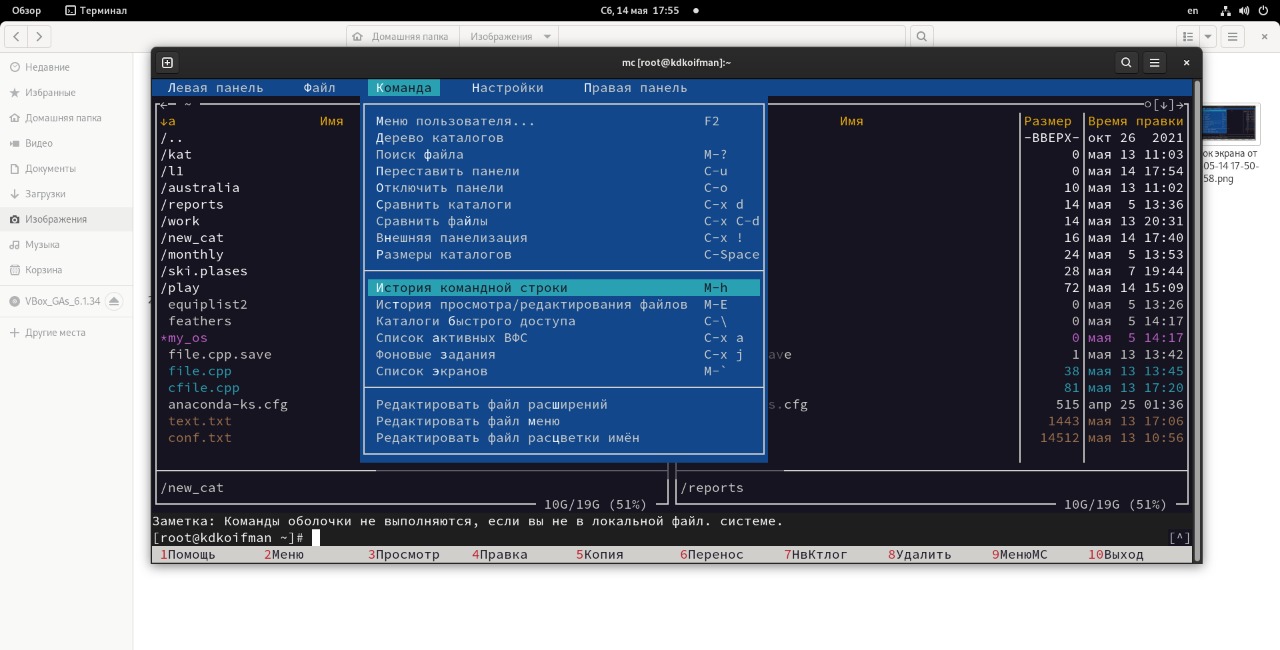 Обзор Терминал Сб, 14 мая 17:55 en
Домашняя папка Изображения
Недавние
Избранные
Домашняя папка
Видео
Документы
Загрузки
Изображения
Музыка
Корзина
VBox_GAs_6.1.34
Другие места
ок экрана от
05-14 17-50-
58.png
mc [root@kdkoifman]:~
Левая панель Файл Команда Настройки Правая панель
←- ~ ○[↓]→
↓а Имя Имя Размер Время правки
/.. -ВВЕРХ- окт 26 2021
/kat 0 мая 13 11:03
/l1 0 мая 14 17:54
/australia 10 мая 13 11:02
/reports 14 мая 5 13:36
/work 14 мая 13 20:31
/new_cat 16 мая 14 17:40
/monthly 24 мая 5 13:53
/ski.plases 28 мая 7 19:44
/play 72 мая 14 15:09
equiplist2 0 мая 5 13:26
feathers 0 мая 5 14:17
*my_os 0 мая 5 14:17
file.cpp.save ave 1 мая 13 13:42
file.cpp 38 мая 13 13:45
cfile.cpp 81 мая 13 17:20
anaconda-ks.cfg s.cfg 515 апр 25 01:36
text.txt 1443 мая 13 17:06
conf.txt 14512 мая 13 10:56
Меню пользователя... F2
Дерево каталогов
Поиск файла M-?
Переставить панели C-u
Отключить панели C-o
Сравнить каталоги C-x d
Сравнить файлы C-x C-d
Внешняя панелизация C-x !
Размеры каталогов C-Space
История командной строки M-h
История просмотра/редактирования файлов M-E
Каталоги быстрого доступа C-\
Список активных ВФС C-x a
Фоновые задания C-x j
Список экранов M-`
Редактировать файл расширений
Редактировать файл меню
Редактировать файл расцветки имён
/new_cat /reports
10G/19G (51%) 10G/19G (51%)
Заметка: Команды оболочки не выполняются, если вы не в локальной файл. системе.
[root@kdkoifman ~]# [^]
1Помощь 2Меню 3Просмотр 4Правка 5Копия 6Перенос 7НвКтлог 8Удалить 9МенюМС 10Выход